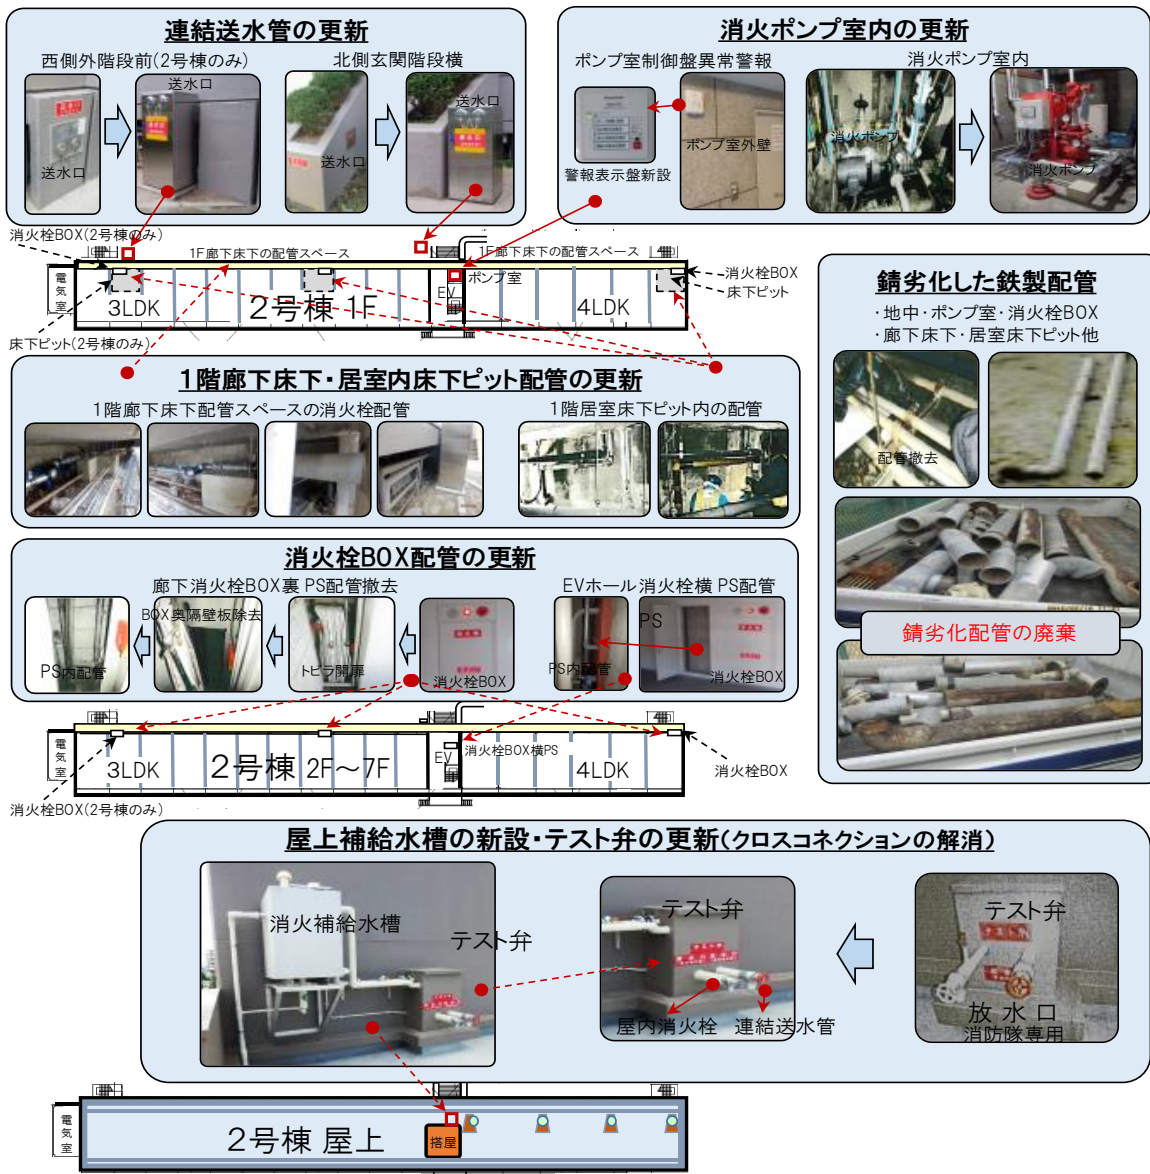 連結送水管の更新
西側外階段前(2号棟のみ)
北側玄関階段横
送水口
送水口
送水口
送水口
消火ポンプ室内の更新
ポンプ室制御盤異常警報
消火ポンプ室内
消火ポンプ
ポンプ室外壁
消火ポンプ
警報表示盤新設
消火栓BOX(2号棟のみ)
1F廊下床下の配管スペース
1F廊下床下の配管スペース
電気室
3LDK
2号棟 1F
EV
ポンプ室
4LDK
消火栓BOX
床下ピット
床下ピット(2号棟のみ)
錆劣化した鉄製配管
・地中・ポンプ室・消火栓BOX
・廊下床下・居室床下ピット他
配管撤去
錆劣化配管の廃棄
1階廊下床下・居室内床下ピット配管の更新
1階廊下床下配管スペースの消火栓配管
1階居室床下ピット内の配管
消火栓BOX配管の更新
廊下消火栓BOX裏 PS配管撤去
EVホール消火栓横 PS配管
BOX奥隔壁板除去
PS
PS内配管
トビラ開扉
消火栓BOX
PS内配管
消火栓BOX
電気室
3LDK
2号棟 2F～7F
EV
消火栓BOX横PS
4LDK
消火栓BOX
消火栓BOX(2号棟のみ)
屋上補給水槽の新設・テスト弁の更新(クロスコネクションの解消)
消火補給水槽
テスト弁
テスト弁
屋内消火栓
連結送水管
テスト弁
放水口
消防隊専用
電気室
2号棟 屋上
搭屋